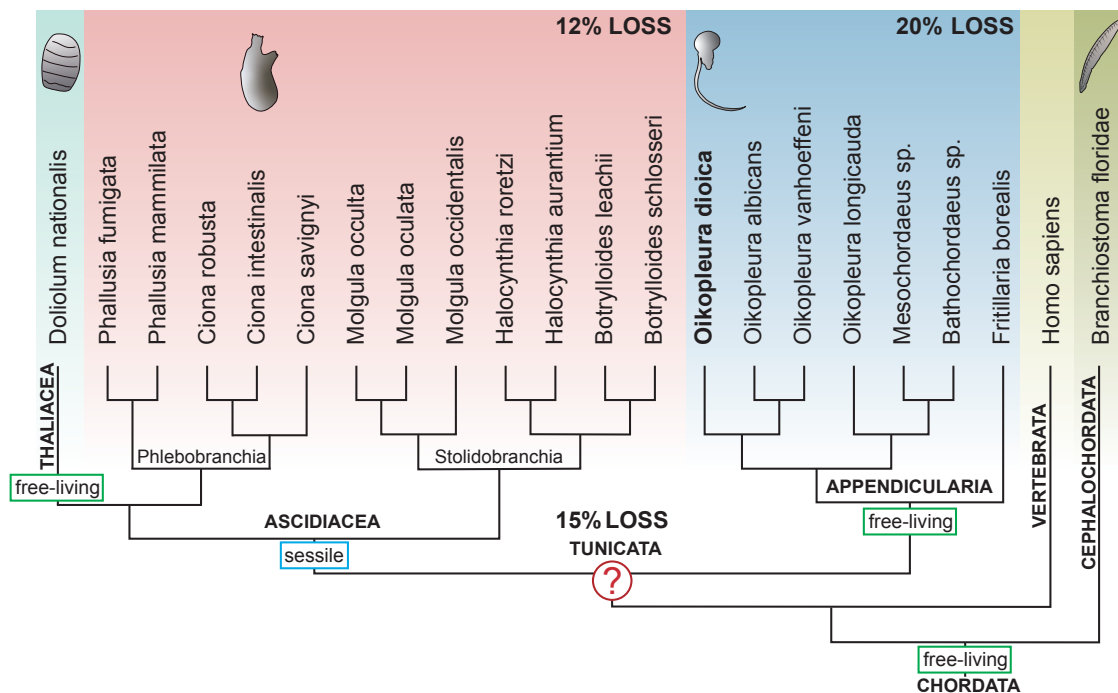 12% LOSS
20% LOSS
Doliolum nationalis
Phallusia fumigata
Phallusia mammilata
Ciona robusta
Ciona intestinalis
Ciona savignyi
Molgula occulta
Molgula oculata
Molgula occidentalis
Halocynthia roretzi
Halocynthia aurantium
Botrylloides leachii
Botrylloides schlosseri
Oikopleura dioica
Oikopleura albicans
Oikopleura vanhoeffeni
Oikopleura longicauda
Mesochordaeus sp.
Bathochordaeus sp.
Fritillaria borealis
Homo sapiens
Branchiostoma floridae
THALIACEA
Phlebobranchia
Stolidobranchia
free-living
APPENDICULARIA
VERTEBRATA
CEPHALOCHORDATA
ASCIDIACEA
15% LOSS
free-living
sessile
TUNICATA
?
free-living
CHORDATA